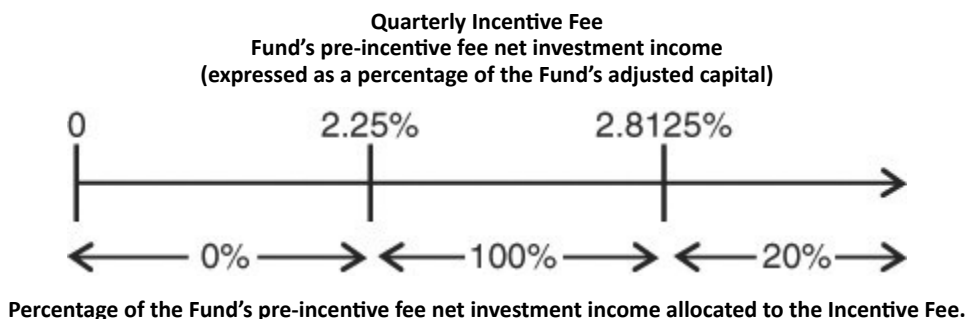 Quarterly Incentive Fee
Fund's pre-incentive fee net investment income
(expressed as a percentage of the Fund's adjusted capital)
0 2.25% 2.8125%
0% 100% 20%
Percentage of the Fund's pre-incentive fee net investment income allocated to the Incentive Fee.